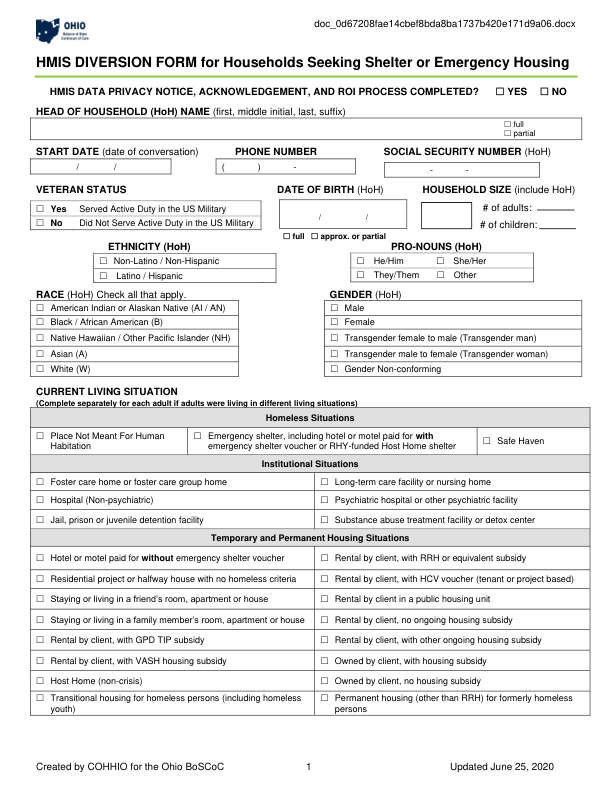 OHIO
Balance of State
Continuum of Care
doc_0d67208fae14cbef8bda8ba1737b420e171d9a06.docx
HMIS DIVERSION FORM for Households Seeking Shelter or Emergency Housing
HMIS DATA PRIVACY NOTICE, ACKNOWLEDGEMENT, AND ROI PROCESS COMPLETED? ☐ YES ☐ NO
HEAD OF HOUSEHOLD (HoH) NAME (first, middle initial, last, suffix)
☐ full
☐ partial
START DATE (date of conversation) PHONE NUMBER SOCIAL SECURITY NUMBER (HoH)
/ / ( ) - - -
VETERAN STATUS DATE OF BIRTH (HoH) HOUSEHOLD SIZE (include HoH)
☐ Yes Served Active Duty in the US Military
☐ No Did Not Serve Active Duty in the US Military
/ /
☐ full ☐ approx. or partial
# of adults: ______
# of children: ______
ETHNICITY (HoH) PRO-NOUNS (HoH)
☐ Non-Latino / Non-Hispanic ☐ He/Him ☐ She/Her
☐ Latino / Hispanic ☐ They/Them ☐ Other
RACE (HoH) Check all that apply. GENDER (HoH)
☐ American Indian or Alaskan Native (AI / AN) ☐ Male
☐ Black / African American (B) ☐ Female
☐ Native Hawaiian / Other Pacific Islander (NH) ☐ Transgender female to male (Transgender man)
☐ Asian (A) ☐ Transgender male to female (Transgender woman)
☐ White (W) ☐ Gender Non-conforming
CURRENT LIVING SITUATION
(Complete separately for each adult if adults were living in different living situations)
Homeless Situations
☐ Place Not Meant For Human
Habitation
☐ Emergency shelter, including hotel or motel paid for with
emergency shelter voucher or RHY-funded Host Home shelter
☐ Safe Haven
Institutional Situations
☐ Foster care home or foster care group home ☐ Long-term care facility or nursing home
☐ Hospital (Non-psychiatric) ☐ Psychiatric hospital or other psychiatric facility
☐ Jail, prison or juvenile detention facility ☐ Substance abuse treatment facility or detox center
Temporary and Permanent Housing Situations
☐ Hotel or motel paid for without emergency shelter voucher ☐ Rental by client, with RRH or equivalent subsidy
☐ Residential project or halfway house with no homeless criteria ☐ Rental by client, with HCV voucher (tenant or project based)
☐ Staying or living in a friend's room, apartment or house ☐ Rental by client in a public housing unit
☐ Staying or living in a family member's room, apartment or house ☐ Rental by client, no ongoing housing subsidy
☐ Rental by client, with GPD TIP subsidy ☐ Rental by client, with other ongoing housing subsidy
☐ Rental by client, with VASH housing subsidy ☐ Owned by client, with housing subsidy
☐ Host Home (non-crisis) ☐ Owned by client, no housing subsidy
☐ Transitional housing for homeless persons (including homeless
youth)
☐ Permanent housing (other than RRH) for formerly homeless
persons
Created by COHHIO for the Ohio BoSCoC 1 Updated June 25, 2020